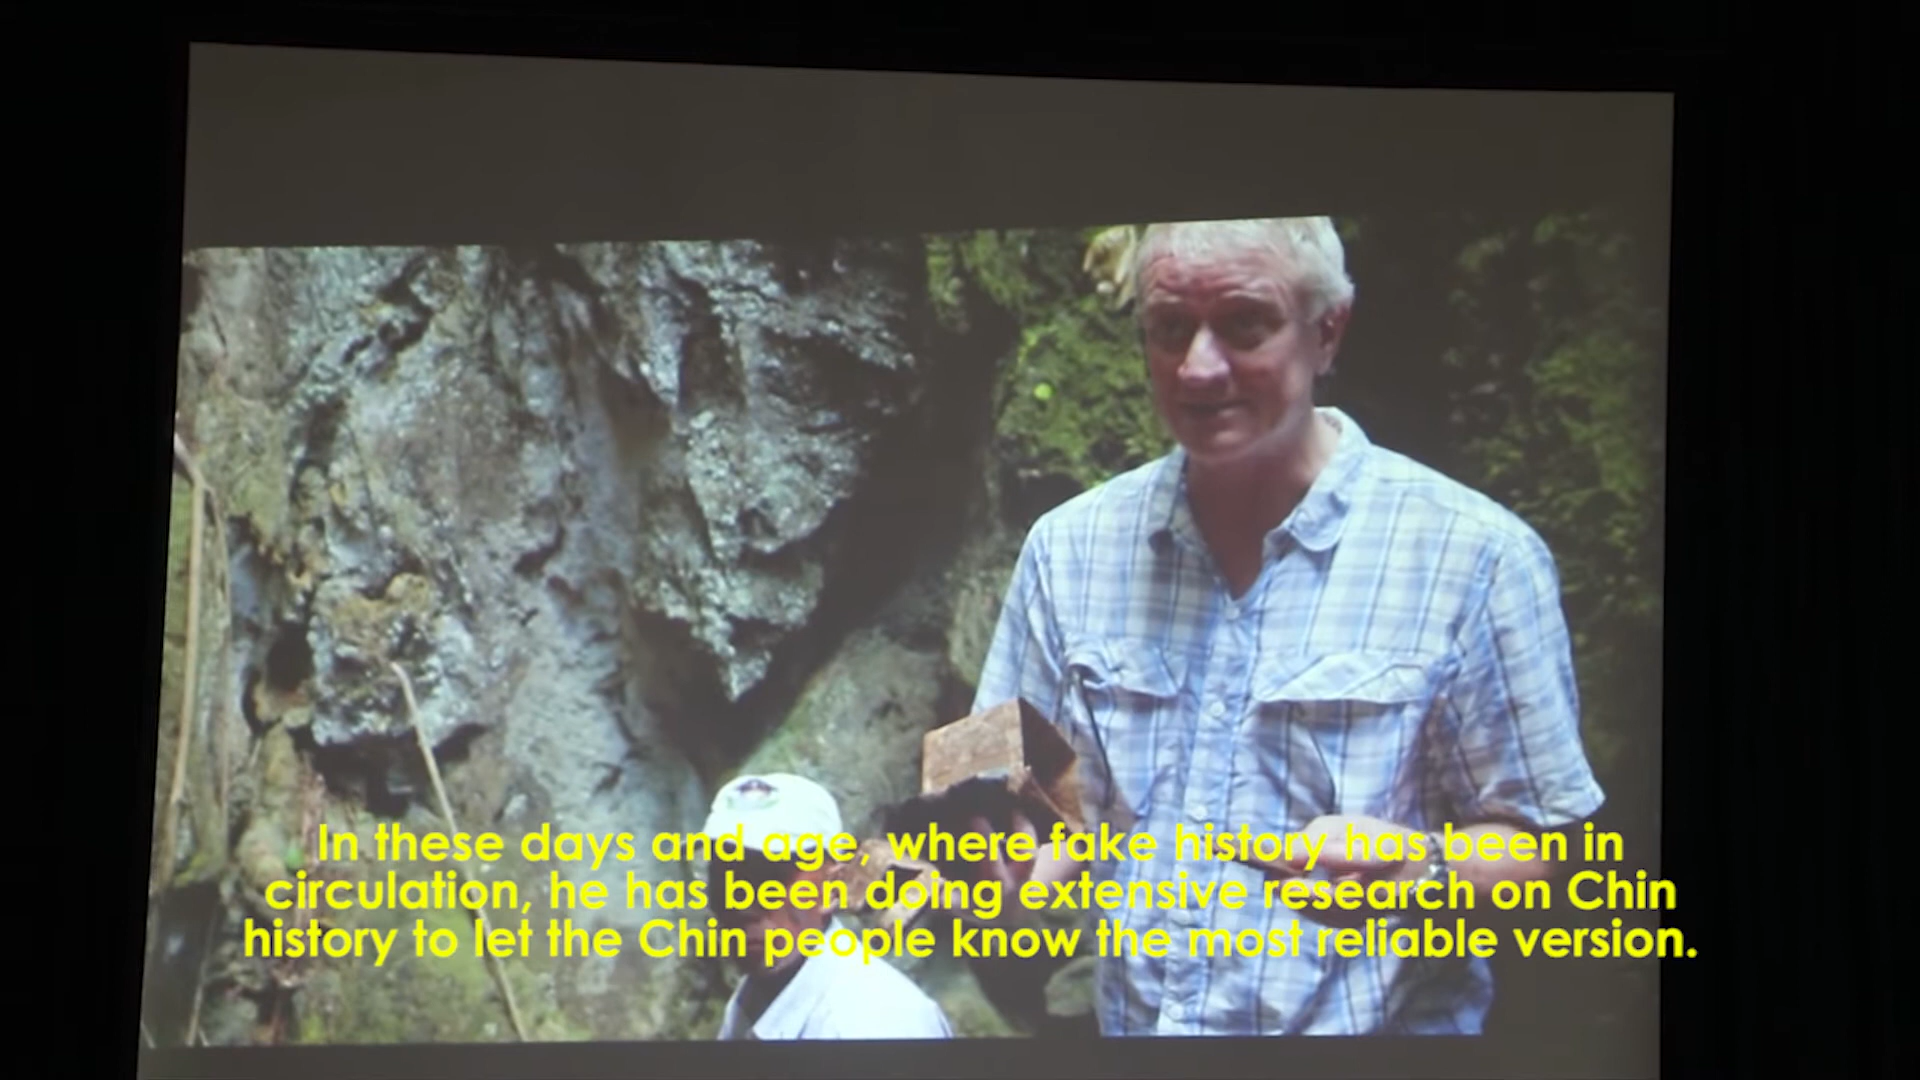 In these days and age, where fake history has been in
circulation, he has been doing extensive research on Chin
history to let the Chin people know the most reliable version.